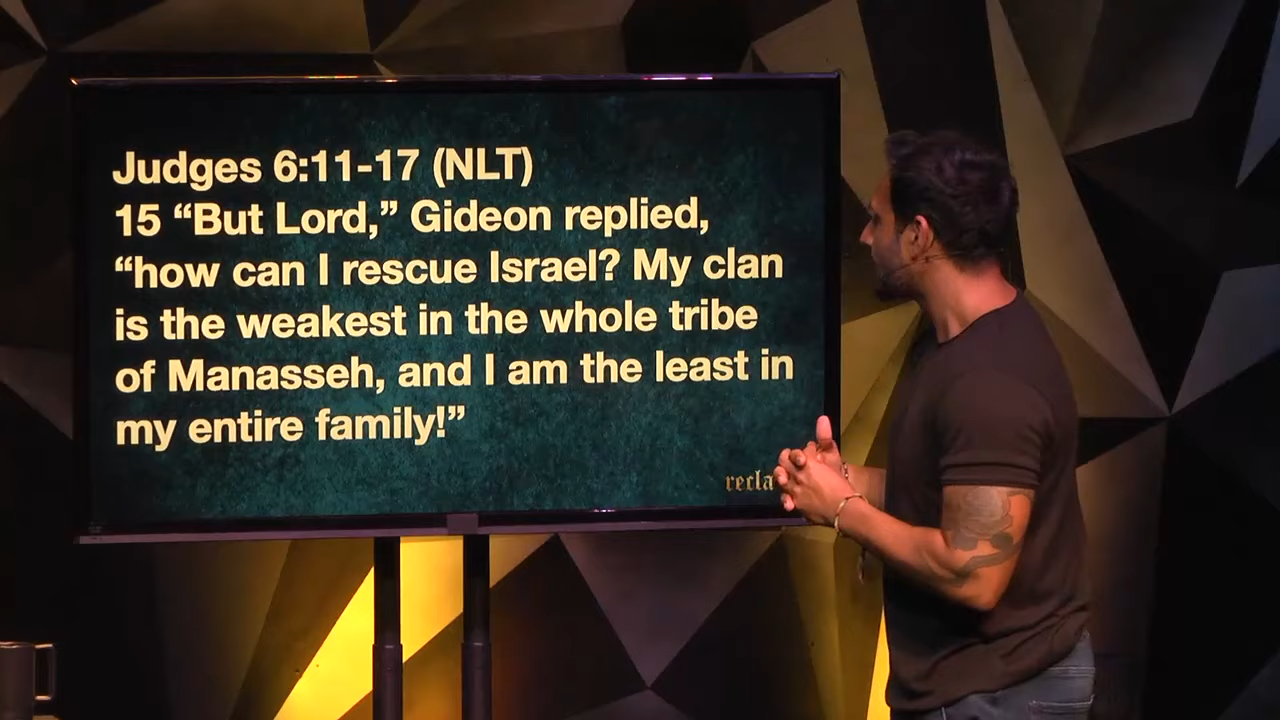 Judges 6:11-17 (NLT)
15 “But Lord,” Gideon replied,
“how can I rescue Israel? My clan
is the weakest in the whole tribe
of Manasseh, and I am the least in
my entire family!”